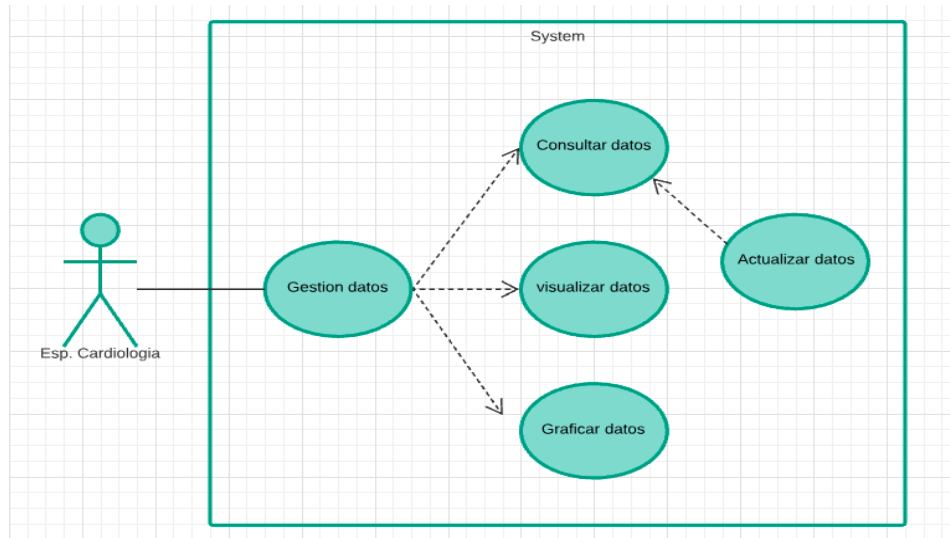 System
Consultar datos
Actualizar datos
Gestion datos
visualizar datos
Esp. Cardiologia
Graficar datos